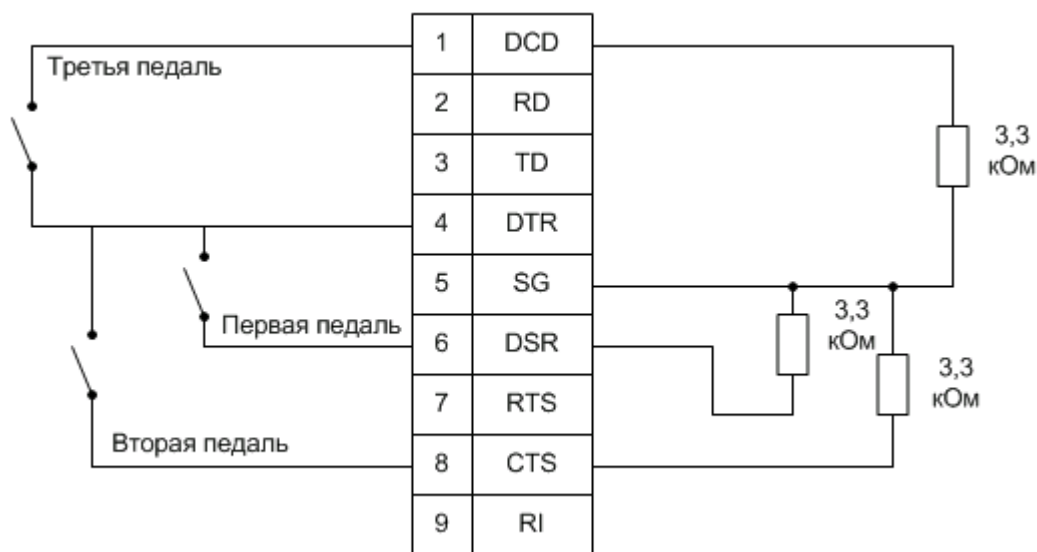 1 DCD
Третья педаль
2 RD
3,3
кОм
3 TD
4 DTR
5 SG
3,3
кОм
Первая педаль
6 DSR
3,3
кОм
7 RTS
Вторая педаль
8 CTS
9 RI